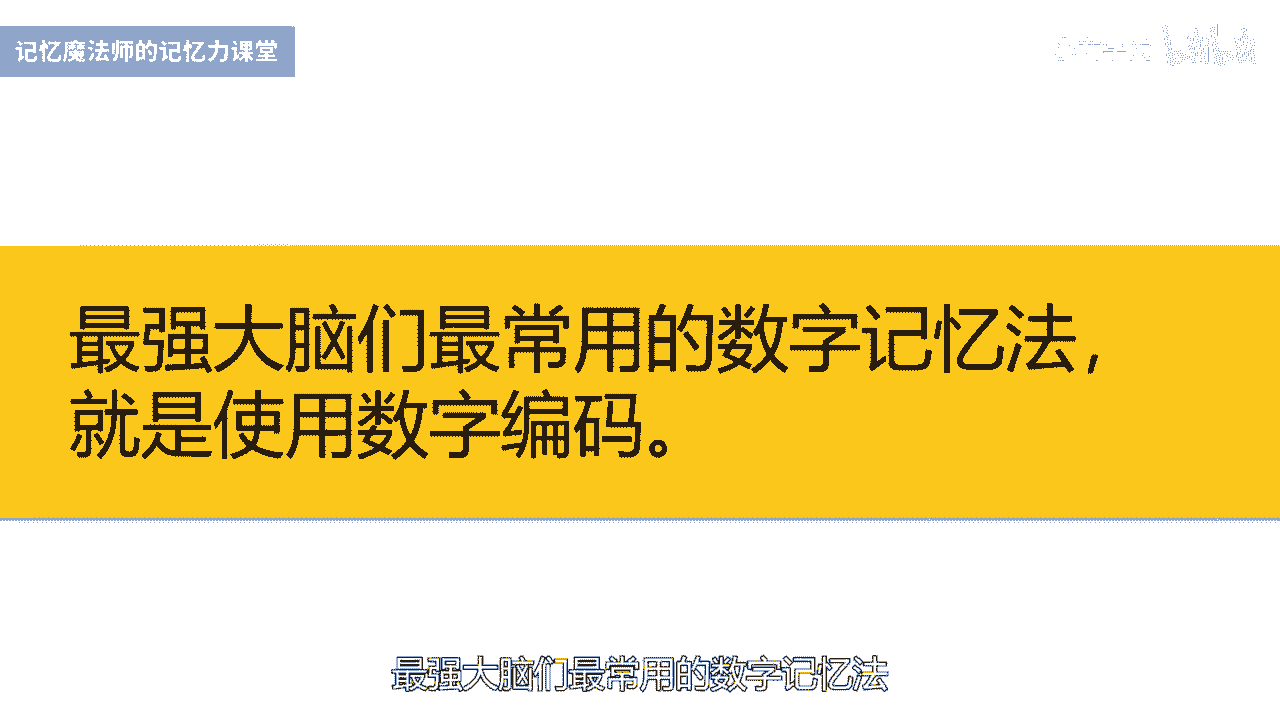 记忆魔法师的记忆力课堂
最强大脑们最常用的数字记忆法，
就是使用数字编码。
最强大脑们最常用的数字记忆法